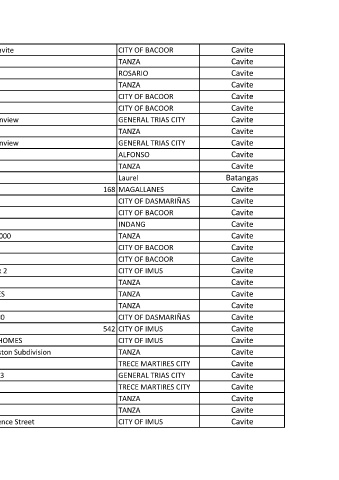 avite CITY OF BACOOR Cavite
TANZA Cavite
ROSARIO Cavite
TANZA Cavite
CITY OF BACOOR Cavite
CITY OF BACOOR Cavite
nview GENERAL TRIAS CITY Cavite
TANZA Cavite
nview GENERAL TRIAS CITY Cavite
ALFONSO Cavite
TANZA Cavite
Laurel Batangas
168 MAGALLANES Cavite
CITY OF DASMARIÑAS Cavite
CITY OF BACOOR Cavite
INDANG Cavite
000 TANZA Cavite
CITY OF BACOOR Cavite
CITY OF BACOOR Cavite
2 CITY OF IMUS Cavite
TANZA Cavite
ES TANZA Cavite
TANZA Cavite
0 CITY OF DASMARIÑAS Cavite
542 CITY OF IMUS Cavite
HOMES CITY OF IMUS Cavite
ston Subdivision TANZA Cavite
TRECE MARTIRES CITY Cavite
3 GENERAL TRIAS CITY Cavite
TRECE MARTIRES CITY Cavite
TANZA Cavite
TANZA Cavite
ence Street CITY OF IMUS Cavite